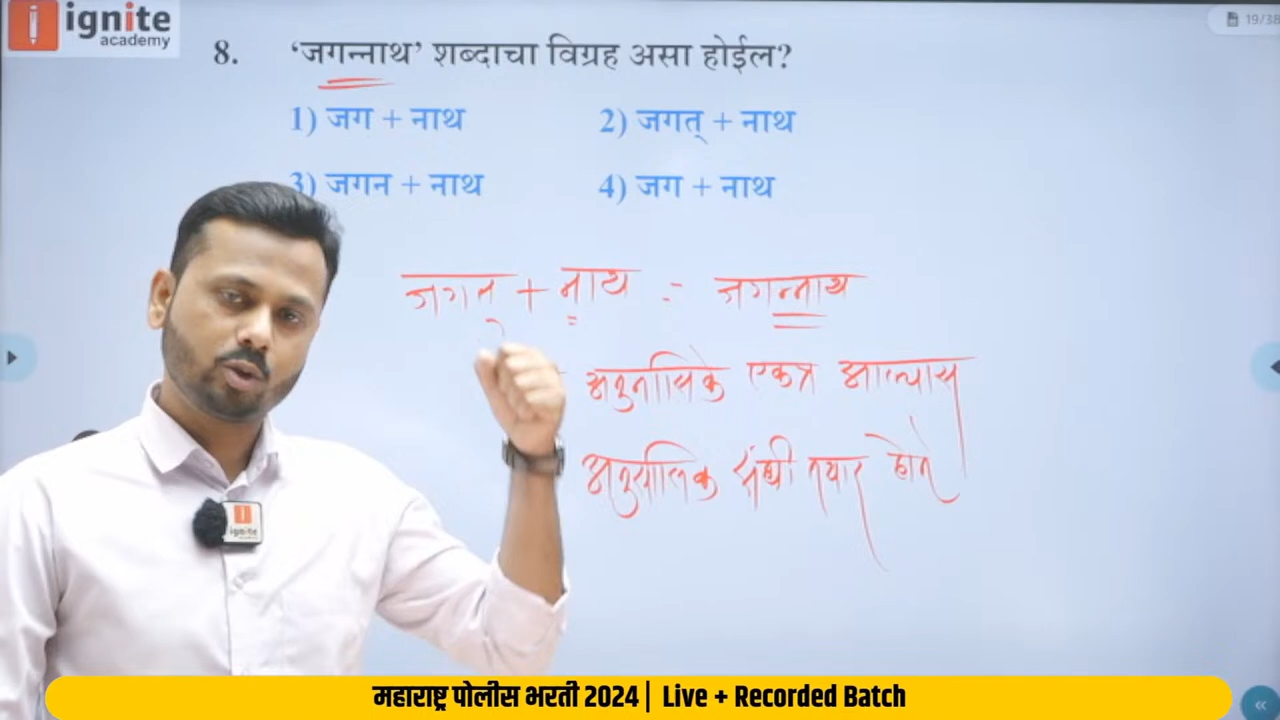 ignite
academy
19/38
8. ‘जगन्नाथ’ शब्दाचा विग्रह असा होईल?
1) जग + नाथ 2) जगत् + नाथ
3) जगन + नाथ 4) जग + नाथ
जगत् + नाथ :- जगन्नाथ
अनुनासिके एकत्र आल्यास
संधी तयार होते
ignite
महाराष्ट्र पोलीस भरती 2024 | Live + Recorded Batch